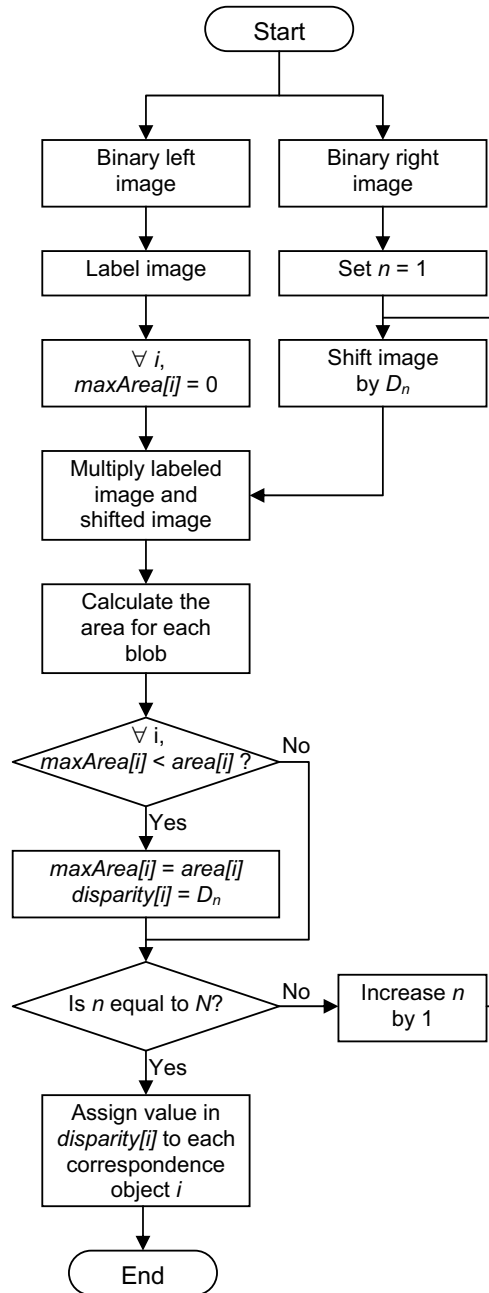 Start
Binary left
image
Binary right
image
Label image
Set n = 1
∀ i,
maxArea[i] = 0
Shift image
by Dₙ
Multiply labeled
image and
shifted image
Calculate the
area for each
blob
∀ i,
maxArea[i] < area[i] ?
No
Yes
maxArea[i] = area[i]
disparity[i] = Dₙ
Is n equal to N?
No
Increase n
by 1
Yes
Assign value in
disparity[i] to each
correspondence
object i
End